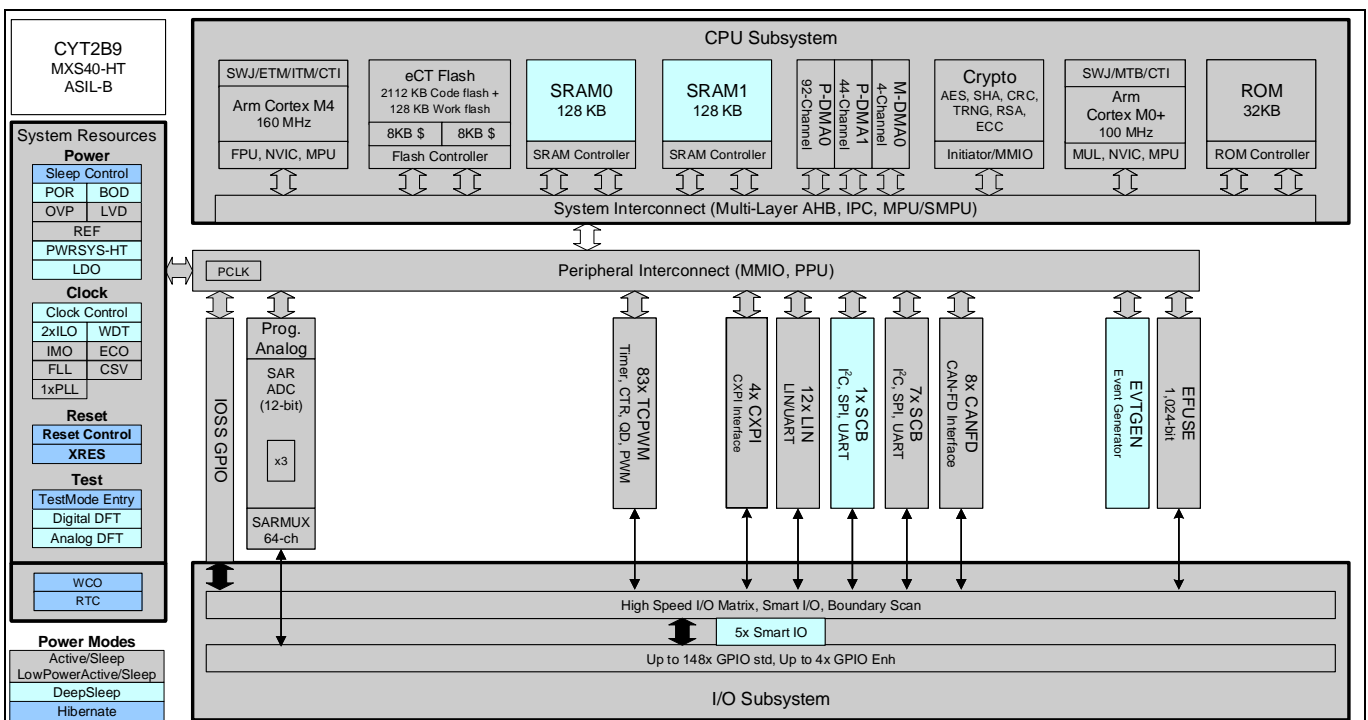 CYT2B9
MXS40-HT
ASIL-B
System Resources
Power
Sleep Control
POR
BOD
OVP
LVD
REF
PWRSYS-HT
LDO
Clock
Clock Control
2xILO
WDT
IMO
ECO
FLL
CSV
1xPLL
Reset
Reset Control
XRES
Test
TestMode Entry
Digital DFT
Analog DFT
WCO
RTC
Power Modes
Active/Sleep
LowPowerActive/Sleep
DeepSleep
Hibernate
CPU Subsystem
SWJ/ETM/ITM/CTI
Arm Cortex M4
160 MHz
FPU, NVIC, MPU
eCT Flash
2112 KB Code flash +
128 KB Work flash
8KB $
8KB $
Flash Controller
SRAM0
128 KB
SRAM Controller
SRAM1
128 KB
SRAM Controller
P-DMA0
92-Channel
P-DMA1
44-Channel
M-DMA0
4-Channel
Crypto
AES, SHA, CRC,
TRNG, RSA,
ECC
Initiator/MMIO
SWJ/MTB/CTI
Arm
Cortex M0+
100 MHz
MUL, NVIC, MPU
ROM
32KB
ROM Controller
System Interconnect (Multi-Layer AHB, IPC, MPU/SMPU)
PCLK
Peripheral Interconnect (MMIO, PPU)
IOSS GPIO
Prog.
Analog
SAR
ADC
(12-bit)
x3
SARMUX
64-ch
83x TCPWM
Timer, CTR, QD, PWM
4x CXPI
CXPI Interface
12x LIN
LIN/UART
1x SCB
I²C, SPI, UART
7x SCB
I²C, SPI, UART
8x CANFD
CAN-FD Interface
EVTGEN
Event Generator
EFUSE
1,024-bit
High Speed I/O Matrix, Smart I/O, Boundary Scan
5x Smart IO
Up to 148x GPIO std, Up to 4x GPIO Enh
I/O Subsystem